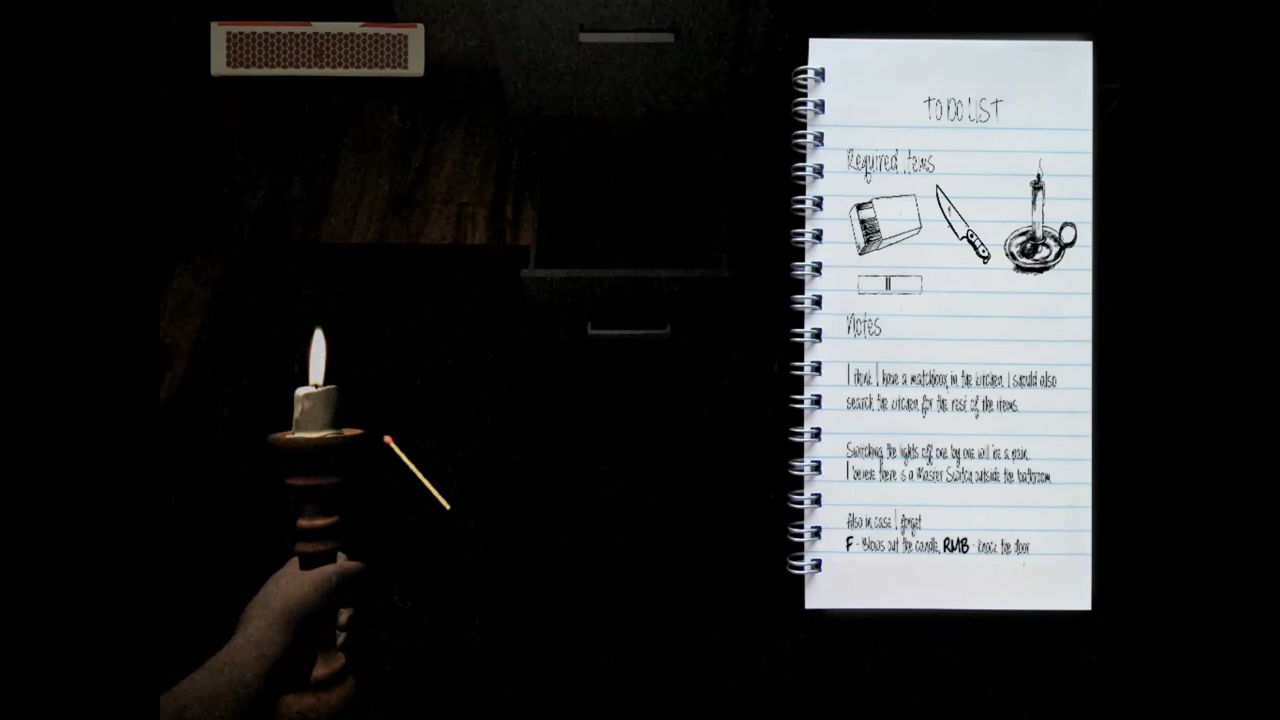 TO DO LIST
Required Items
Notes
I think I have a matchbox in the kitchen. I should also
search the kitchen for the rest of the items.
Switching the lights off one by one will be a pain.
I beleive there is a Master Switch outside the bathroom
Also in case I forget
F - Blows out the candle, RMB - knock the door